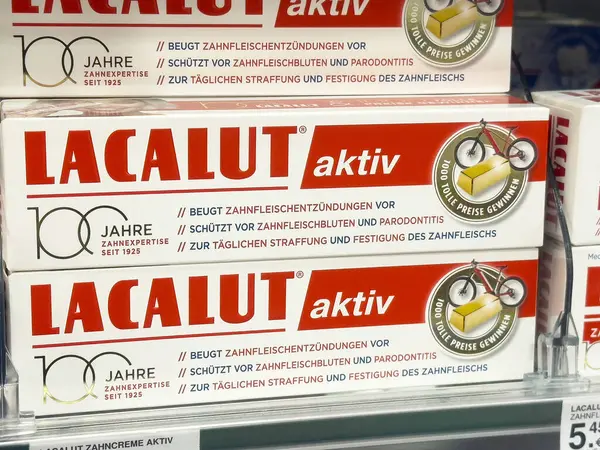 LACALUT aktiv
100 JAHRE
ZAHNEXPERTISE
SEIT 1925
// BEUGT ZAHNFLEISCHENTZÜNDUNGEN VOR
// SCHÜTZT VOR ZAHNFLEISCHBLUTEN UND PARODONTITIS
// ZUR TÄGLICHEN STRAFFUNG UND FESTIGUNG DES ZAHNFLEISCHS
1000 TOLLE PREISE GEWINNEN
LACALUT® aktiv
100 JAHRE
ZAHNEXPERTISE
SEIT 1925
// BEUGT ZAHNFLEISCHENTZÜNDUNGEN VOR
// SCHÜTZT VOR ZAHNFLEISCHBLUTEN UND PARODONTITIS
// ZUR TÄGLICHEN STRAFFUNG UND FESTIGUNG DES ZAHNFLEISCHS
1000 TOLLE PREISE GEWINNEN
LACALUT® aktiv
100 JAHRE
ZAHNEXPERTISE
SEIT 1925
// BEUGT ZAHNFLEISCHENTZÜNDUNGEN VOR
// SCHÜTZT VOR ZAHNFLEISCHBLUTEN UND PARODONTITIS
// ZUR TÄGLICHEN STRAFFUNG UND FESTIGUNG DES ZAHNFLEISCHS
1000 TOLLE PREISE GEWINNEN
LACALUT ZAHNCREME AKTIV
LACALU
ZAHNFL
5.45